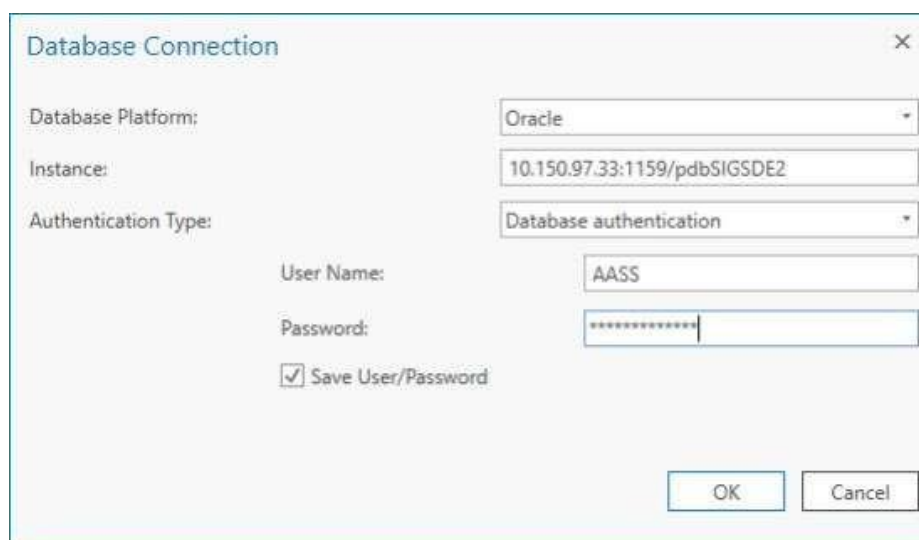 Database Connection
Database Platform: Oracle
Instance: 10.150.97.33:1159/pdbSIGSDE2
Authentication Type: Database authentication
User Name: AASS
Password: *************
Save User/Password
OK Cancel